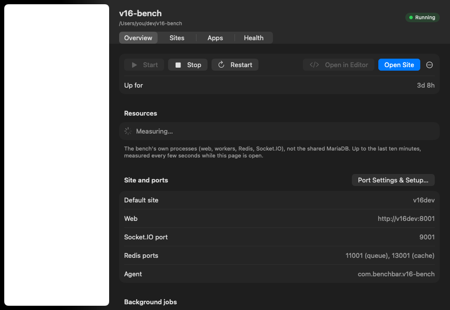 v16-bench
/Users/you/dev/v16-bench
Running
Overview Sites Apps Health
Start Stop Restart Open in Editor Open Site
Up for 3d 8h
Resources
Measuring...
The bench's own processes (web, workers, Redis, Socket.IO), not the shared MariaDB. Up to the last ten minutes,
measured every few seconds while this page is open.
Site and ports Port Settings & Setup...
Default site v16dev
Web http://v16dev:8001
Socket.IO port 9001
Redis ports 11001 (queue), 13001 (cache)
Agent com.benchbar.v16-bench
Background jobs